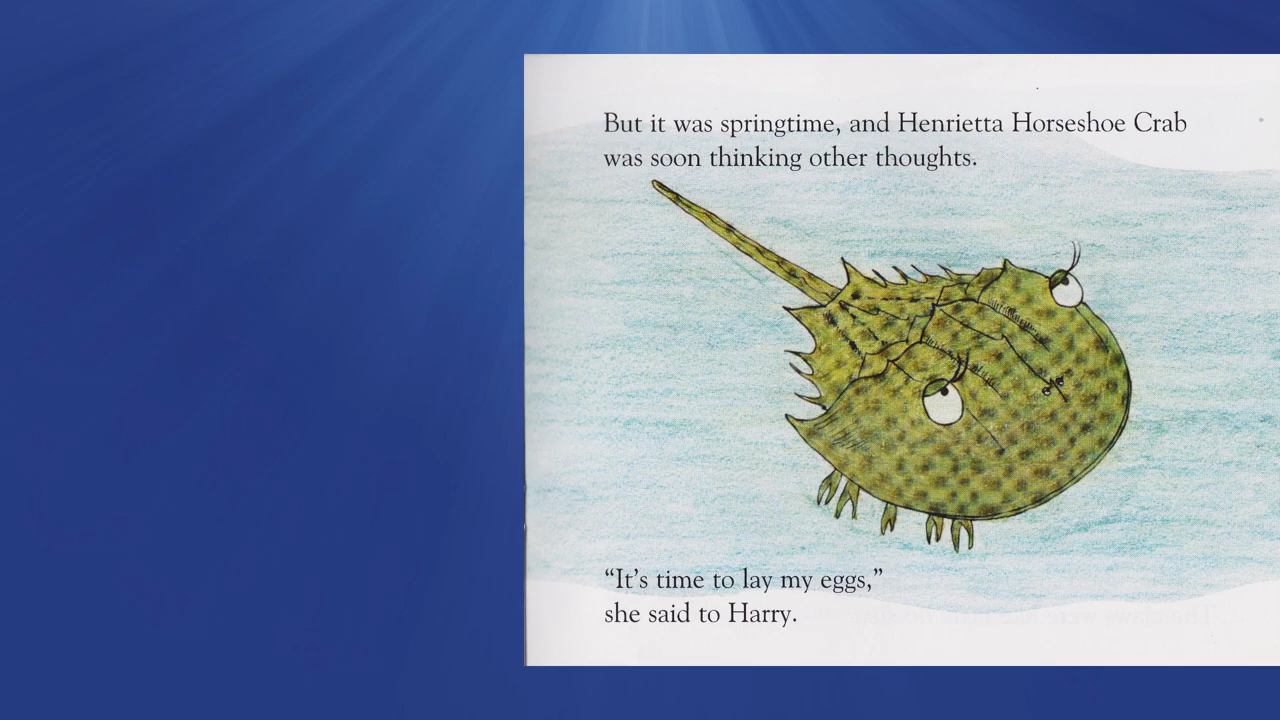 But it was springtime, and Henrietta Horseshoe Crab
was soon thinking other thoughts.
“It’s time to lay my eggs,”
she said to Harry.